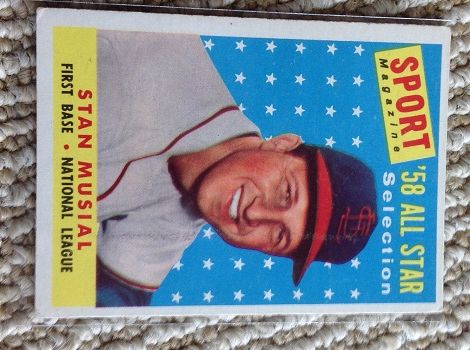 SPORT
Magazine
'58 ALL STAR
Selection
STAN MUSIAL
FIRST BASE • NATIONAL LEAGUE